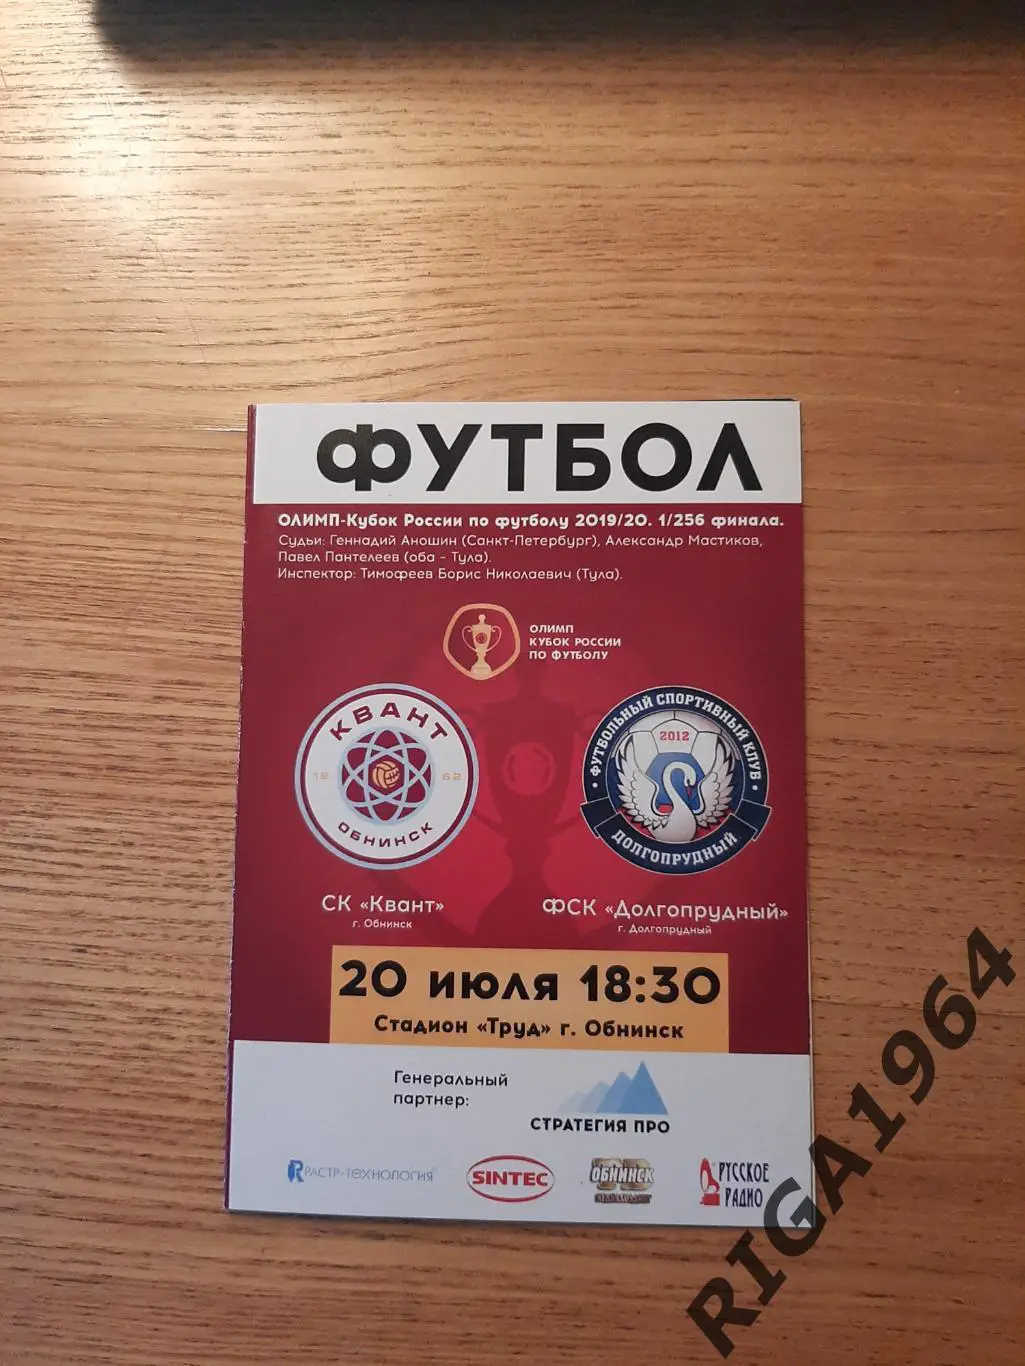 ФУТБОЛ
ОЛИМП-Кубок России по футболу 2019/20. 1/256 финала.
Судьи: Геннадий Аношин (Санкт-Петербург), Александр Мастиков,
Павел Пантелеев (оба - Тула).
Инспектор: Тимофеев Борис Николаевич (Тула).
ОЛИМП
КУБОК РОССИИ
ПО ФУТБОЛУ
КВАНТ
1962
ОБНИНСК
ФУТБОЛЬНЫЙ СПОРТИВНЫЙ КЛУБ
2012
ДОЛГОПРУДНЫЙ
СК «Квант»
г. Обнинск
ФСК «Долгопрудный»
г. Долгопрудный
20 ИЮЛЯ 18:30
Стадион «Труд» г. Обнинск
Генеральный
партнер:
СТРАТЕГИЯ ПРО
РАСТР-ТЕХНОЛОГИЯ
SINTEC
ОБНИНСК
РУССКОЕ
РАДИО
RIGA1964